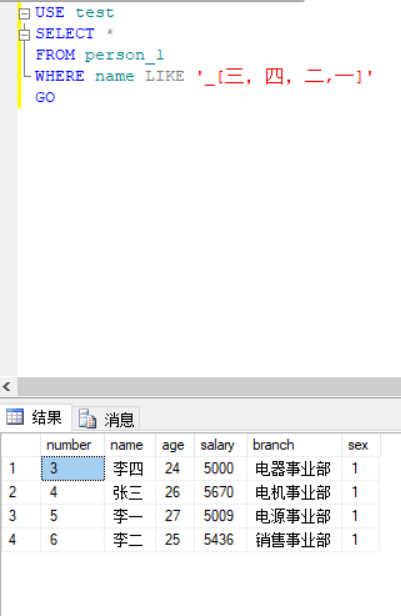 USE test
SELECT *
FROM person_1
WHERE name LIKE '_[三, 四, 二,一]'
GO
结果 消息
number name age salary branch sex
1 3 李四 24 5000 电器事业部 1
2 4 张三 26 5670 电机事业部 1
3 5 李一 27 5009 电源事业部 1
4 6 李二 25 5436 销售事业部 1